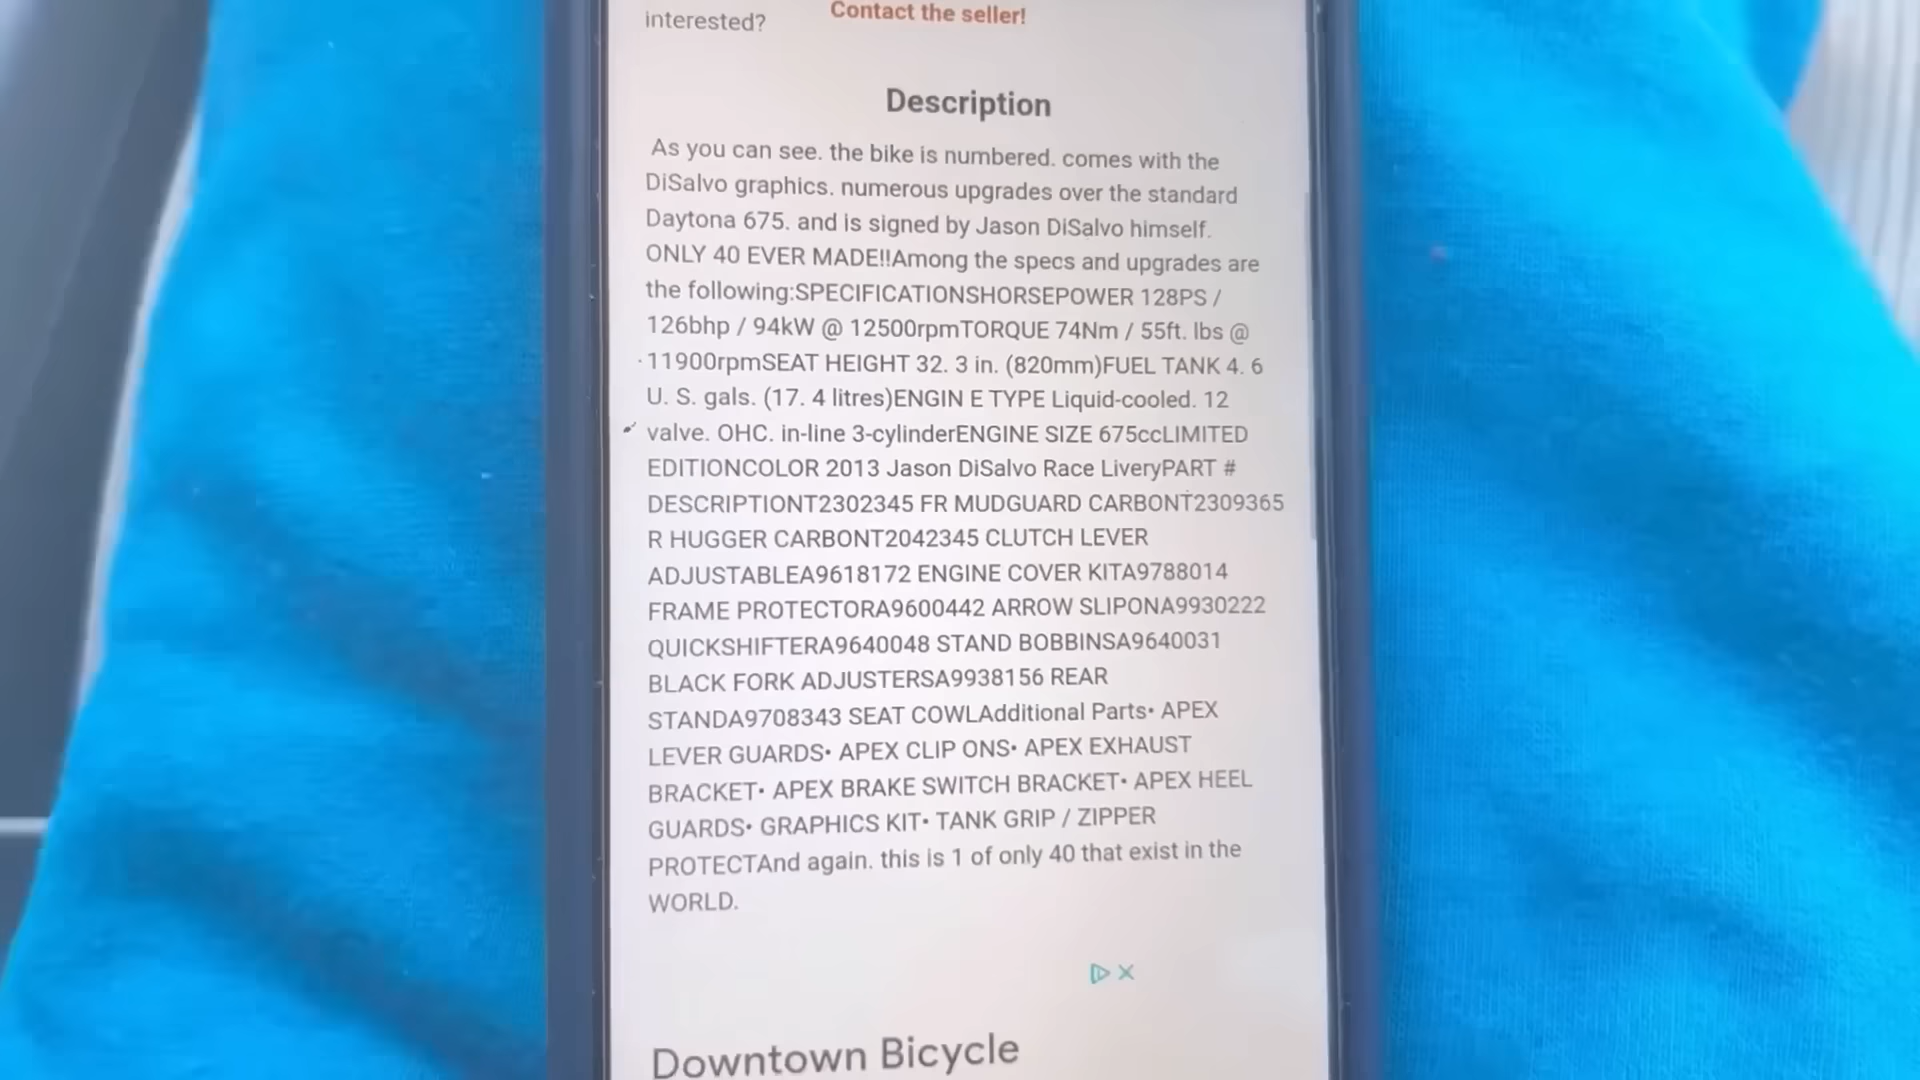 interested?
Contact the seller!
Description
As you can see. the bike is numbered. comes with the
DiSalvo graphics. numerous upgrades over the standard
Daytona 675. and is signed by Jason DiSalvo himself.
ONLY 40 EVER MADE!!Among the specs and upgrades are
the following:SPECIFICATIONSHORSEPOWER 128PS /
126bhp / 94kW @ 12500rpmTORQUE 74Nm / 55ft. lbs @
11900rpmSEAT HEIGHT 32. 3 in. (820mm)FUEL TANK 4. 6
U. S. gals. (17. 4 litres)ENGIN E TYPE Liquid-cooled. 12
valve. OHC. in-line 3-cylinderENGINE SIZE 675ccLIMITED
EDITIONCOLOR 2013 Jason DiSalvo Race LiveryPART #
DESCRIPTIONT2302345 FR MUDGUARD CARBONT2309365
R HUGGER CARBONT2042345 CLUTCH LEVER
ADJUSTABLEA9618172 ENGINE COVER KITA9788014
FRAME PROTECTORA9600442 ARROW SLIPONA9930222
QUICKSHIFTERA9640048 STAND BOBBINSA9640031
BLACK FORK ADJUSTERSA9938156 REAR
STANDA9708343 SEAT COWLAdditional Parts• APEX
LEVER GUARDS• APEX CLIP ONS• APEX EXHAUST
BRACKET• APEX BRAKE SWITCH BRACKET• APEX HEEL
GUARDS• GRAPHICS KIT• TANK GRIP / ZIPPER
PROTECTAnd again. this is 1 of only 40 that exist in the
WORLD.
Downtown Bicycle